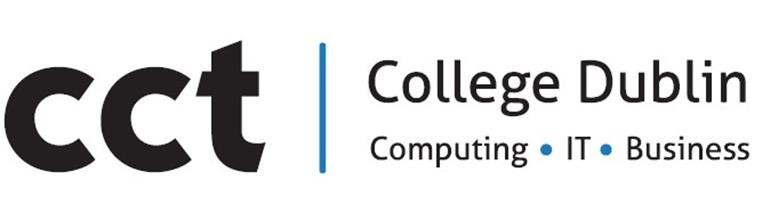 cct
College Dublin
Computing • IT • Business